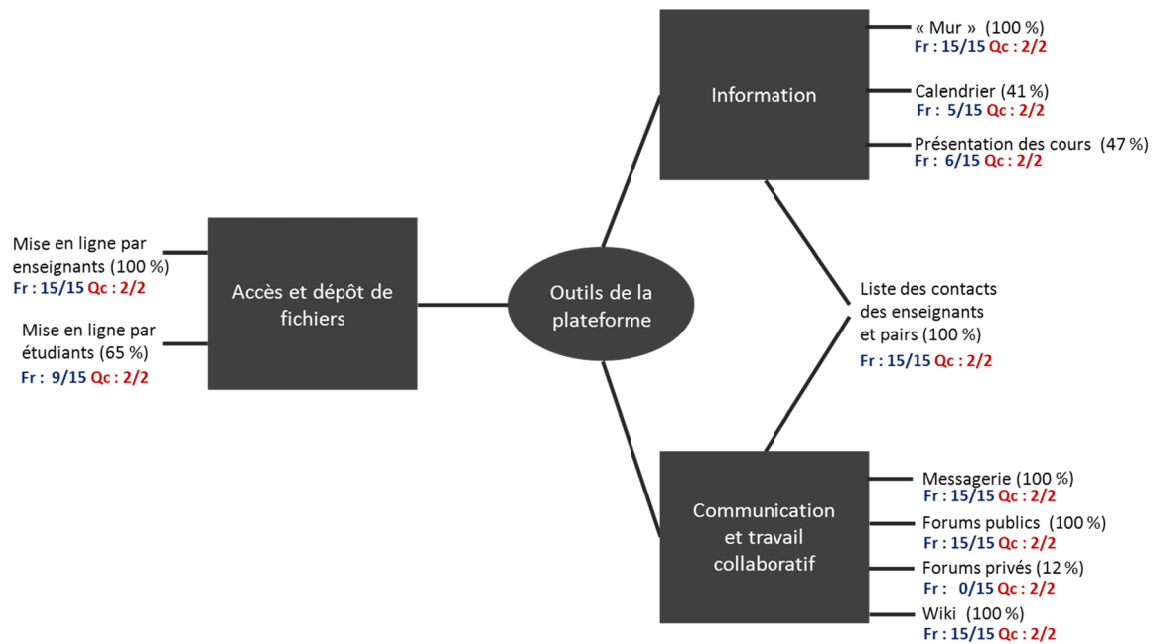 « Mur » (100 %)
Fr : 15/15 Qc : 2/2
Information
Calendrier (41 %)
Fr : 5/15 Qc : 2/2
Présentation des cours (47 %)
Fr : 6/15 Qc : 2/2
Mise en ligne par
enseignants (100 %)
Fr : 15/15 Qc : 2/2
Mise en ligne par
étudiants (65 %)
Fr : 9/15 Qc : 2/2
Accès et dépôt de
fichiers
Outils de la
plateforme
Liste des contacts
des enseignants
et pairs (100 %)
Fr : 15/15 Qc : 2/2
Communication
et travail
collaboratif
Messagerie (100 %)
Fr : 15/15 Qc : 2/2
Forums publics (100 %)
Fr : 15/15 Qc : 2/2
Forums privés (12 %)
Fr : 0/15 Qc : 2/2
Wiki (100 %)
Fr : 15/15 Qc : 2/2